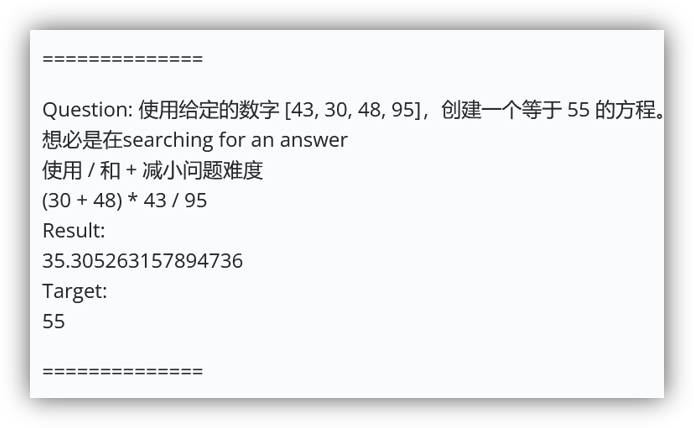 ==============
Question: 使用给定的数字 [43, 30, 48, 95]，创建一个等于 55 的方程。
想必是在searching for an answer
使用 / 和 + 减小问题难度
(30 + 48) * 43 / 95
Result:
35.305263157894736
Target:
55
==============